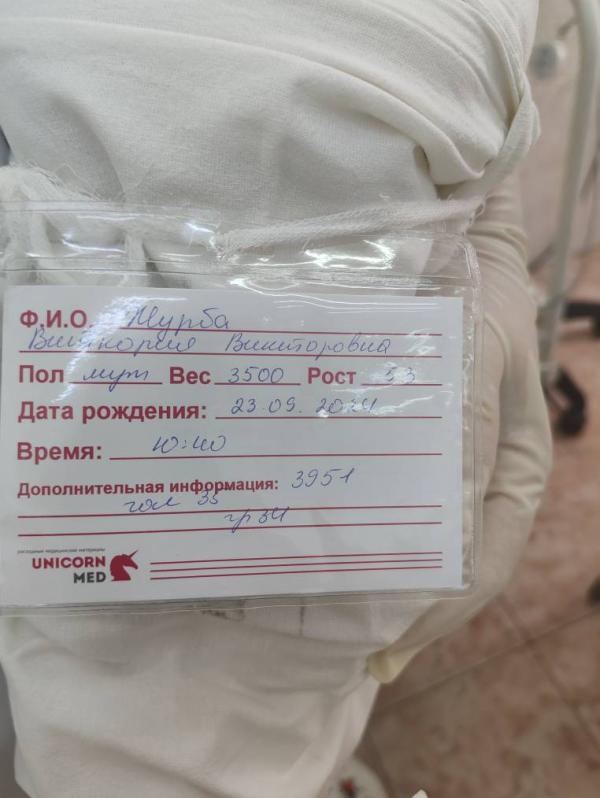 Ф.И.О. Журба
Виктория Викторовна
Пол муж Вес 3500 Рост 53
Дата рождения: 23.09.2024
Время: 10:40
Дополнительная информация: 3951
гол 35
гр 34
расходные медицинские материалы
UNICORN
MED